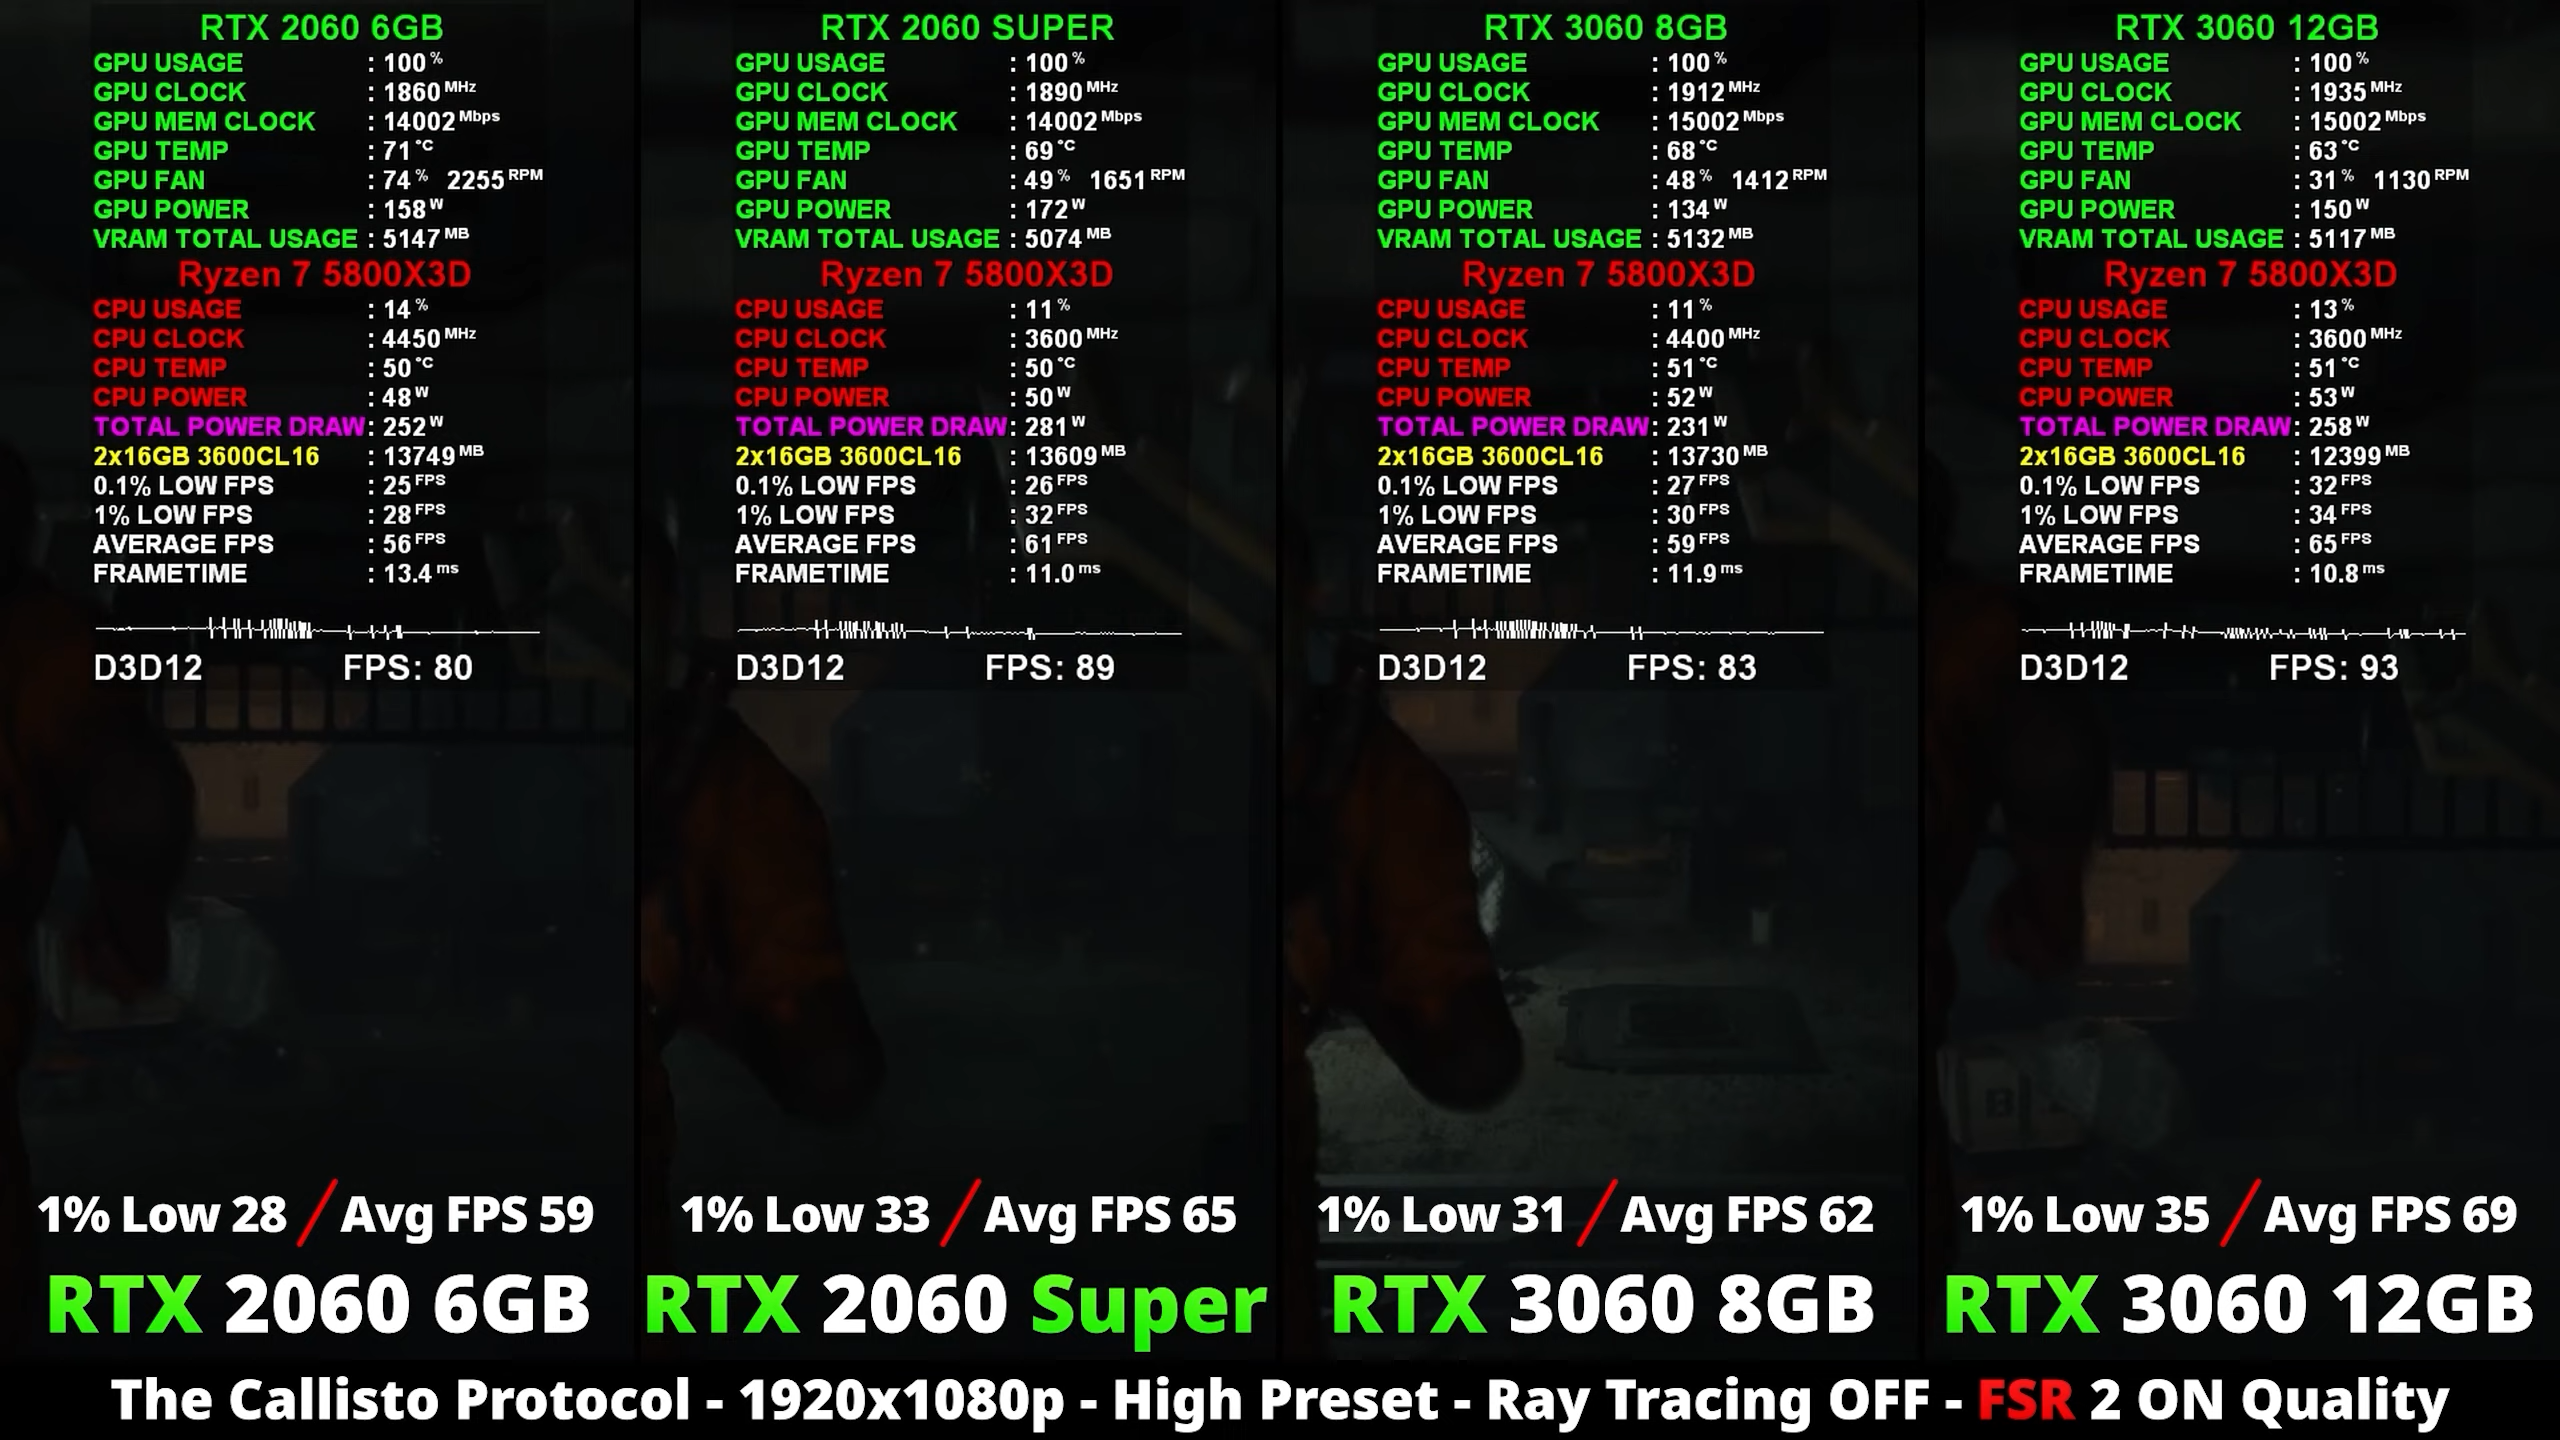 RTX 2060 6GB
GPU USAGE : 100 %
GPU CLOCK : 1860 MHz
GPU MEM CLOCK : 14002 Mbps
GPU TEMP : 71 °C
GPU FAN : 74 % 2255 RPM
GPU POWER : 158 W
VRAM TOTAL USAGE : 5147 MB
Ryzen 7 5800X3D
CPU USAGE : 14 %
CPU CLOCK : 4450 MHz
CPU TEMP : 50 °C
CPU POWER : 48 W
TOTAL POWER DRAW : 252 W
2x16GB 3600CL16 : 13749 MB
0.1% LOW FPS : 25 FPS
1% LOW FPS : 28 FPS
AVERAGE FPS : 56 FPS
FRAMETIME : 13.4 ms
D3D12 FPS: 80
1% Low 28 / Avg FPS 59
RTX 2060 6GB
RTX 2060 SUPER
GPU USAGE : 100 %
GPU CLOCK : 1890 MHz
GPU MEM CLOCK : 14002 Mbps
GPU TEMP : 69 °C
GPU FAN : 49 % 1651 RPM
GPU POWER : 172 W
VRAM TOTAL USAGE : 5074 MB
Ryzen 7 5800X3D
CPU USAGE : 11 %
CPU CLOCK : 3600 MHz
CPU TEMP : 50 °C
CPU POWER : 50 W
TOTAL POWER DRAW : 281 W
2x16GB 3600CL16 : 13609 MB
0.1% LOW FPS : 26 FPS
1% LOW FPS : 32 FPS
AVERAGE FPS : 61 FPS
FRAMETIME : 11.0 ms
D3D12 FPS: 89
1% Low 33 / Avg FPS 65
RTX 2060 Super
RTX 3060 8GB
GPU USAGE : 100 %
GPU CLOCK : 1912 MHz
GPU MEM CLOCK : 15002 Mbps
GPU TEMP : 68 °C
GPU FAN : 48 % 1412 RPM
GPU POWER : 134 W
VRAM TOTAL USAGE : 5132 MB
Ryzen 7 5800X3D
CPU USAGE : 11 %
CPU CLOCK : 4400 MHz
CPU TEMP : 51 °C
CPU POWER : 52 W
TOTAL POWER DRAW : 231 W
2x16GB 3600CL16 : 13730 MB
0.1% LOW FPS : 27 FPS
1% LOW FPS : 30 FPS
AVERAGE FPS : 59 FPS
FRAMETIME : 11.9 ms
D3D12 FPS: 83
1% Low 31 / Avg FPS 62
RTX 3060 8GB
RTX 3060 12GB
GPU USAGE : 100 %
GPU CLOCK : 1935 MHz
GPU MEM CLOCK : 15002 Mbps
GPU TEMP : 63 °C
GPU FAN : 31 % 1130 RPM
GPU POWER : 150 W
VRAM TOTAL USAGE : 5117 MB
Ryzen 7 5800X3D
CPU USAGE : 13 %
CPU CLOCK : 3600 MHz
CPU TEMP : 51 °C
CPU POWER : 53 W
TOTAL POWER DRAW : 258 W
2x16GB 3600CL16 : 12399 MB
0.1% LOW FPS : 32 FPS
1% LOW FPS : 34 FPS
AVERAGE FPS : 65 FPS
FRAMETIME : 10.8 ms
D3D12 FPS: 93
1% Low 35 / Avg FPS 69
RTX 3060 12GB
The Callisto Protocol - 1920x1080p - High Preset - Ray Tracing OFF - FSR 2 ON Quality